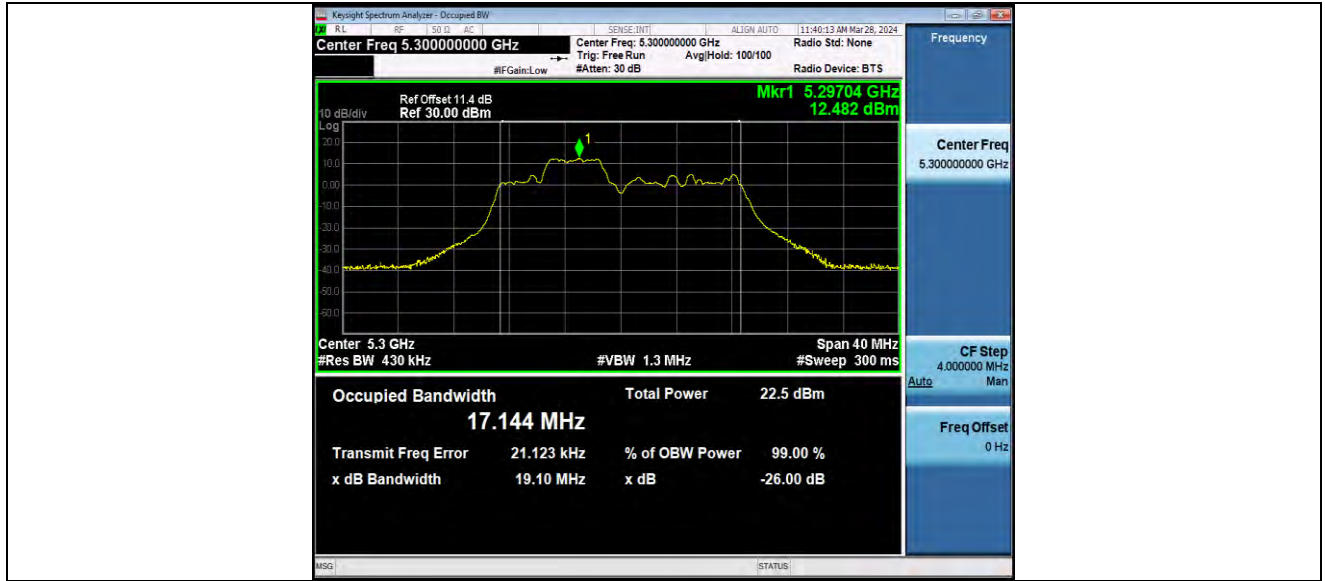 Keysight Spectrum Analyzer - Occupied BW
RL RF 50 Ω AC SENSE:INT ALIGN AUTO 11:40:13 AM Mar 28, 2024
Center Freq 5.300000000 GHz
Center Freq: 5.300000000 GHz Radio Std: None
Trig: Free Run Avg|Hold: 100/100
#IFGain:Low #Atten: 30 dB Radio Device: BTS
Frequency
Ref Offset 11.4 dB
10 dB/div Ref 30.00 dBm
Mkr1 5.29704 GHz
12.482 dBm
Log
20.0
10.0
0.00
-10.0
-20.0
-30.0
-40.0
-50.0
-60.0
1
Center 5.3 GHz Span 40 MHz
#Res BW 430 kHz #VBW 1.3 MHz #Sweep 300 ms
Occupied Bandwidth Total Power 22.5 dBm
17.144 MHz
Transmit Freq Error 21.123 kHz % of OBW Power 99.00 %
x dB Bandwidth 19.10 MHz x dB -26.00 dB
Center Freq
5.300000000 GHz
CF Step
4.000000 MHz
Auto Man
Freq Offset
0 Hz
MSG STATUS